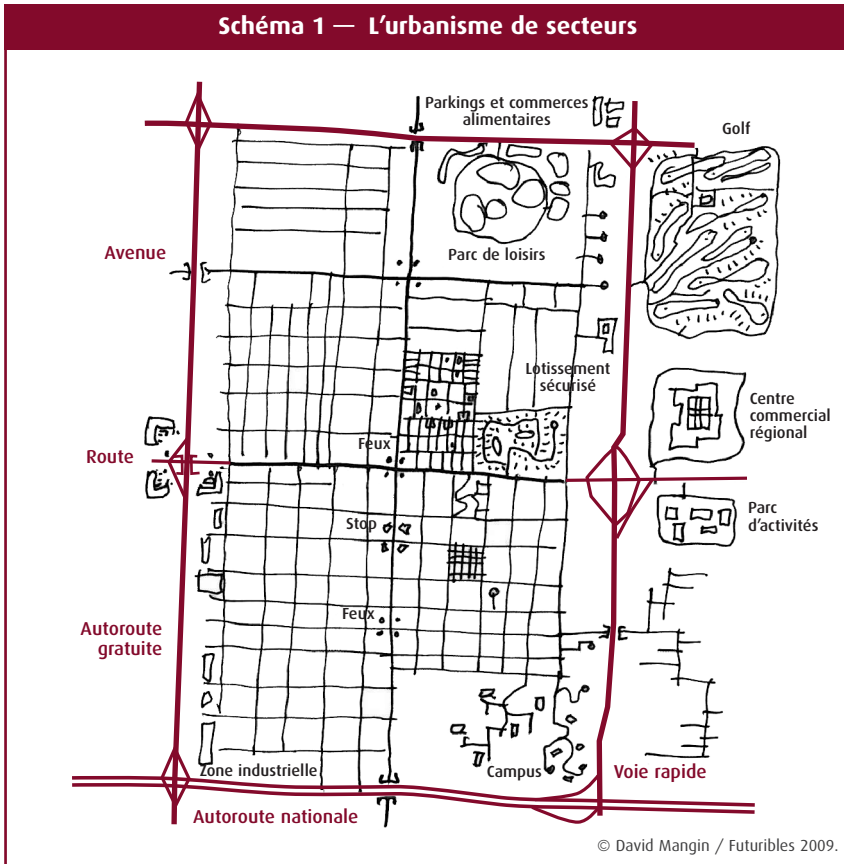 Schéma 1 — L’urbanisme de secteurs
Parkings et commerces
alimentaires
Golf
Avenue
Parc de loisirs
Lotissement
sécurisé
Centre
commercial
régional
Feux
Route
Stop
Parc
d’activités
Feux
Autoroute
gratuite
Zone industrielle
Campus
Voie rapide
Autoroute nationale
© David Mangin / Futuribles 2009.